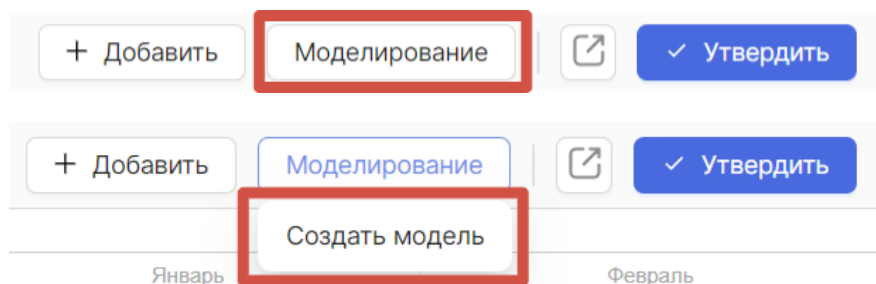 + Добавить Моделирование ✓ Утвердить
+ Добавить Моделирование ✓ Утвердить
Создать модель
Январь Февраль